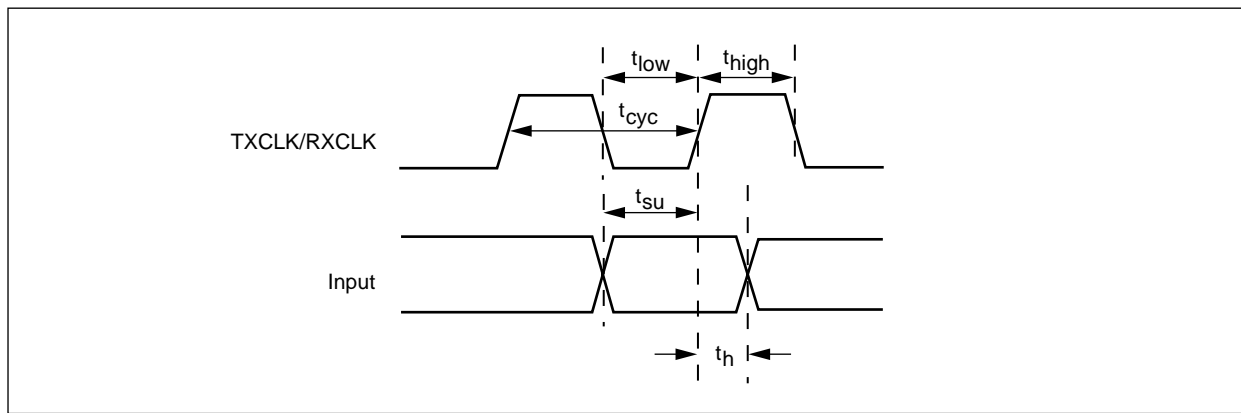 tlow
thigh
tcyc
TXCLK/RXCLK
tsu
Input
th